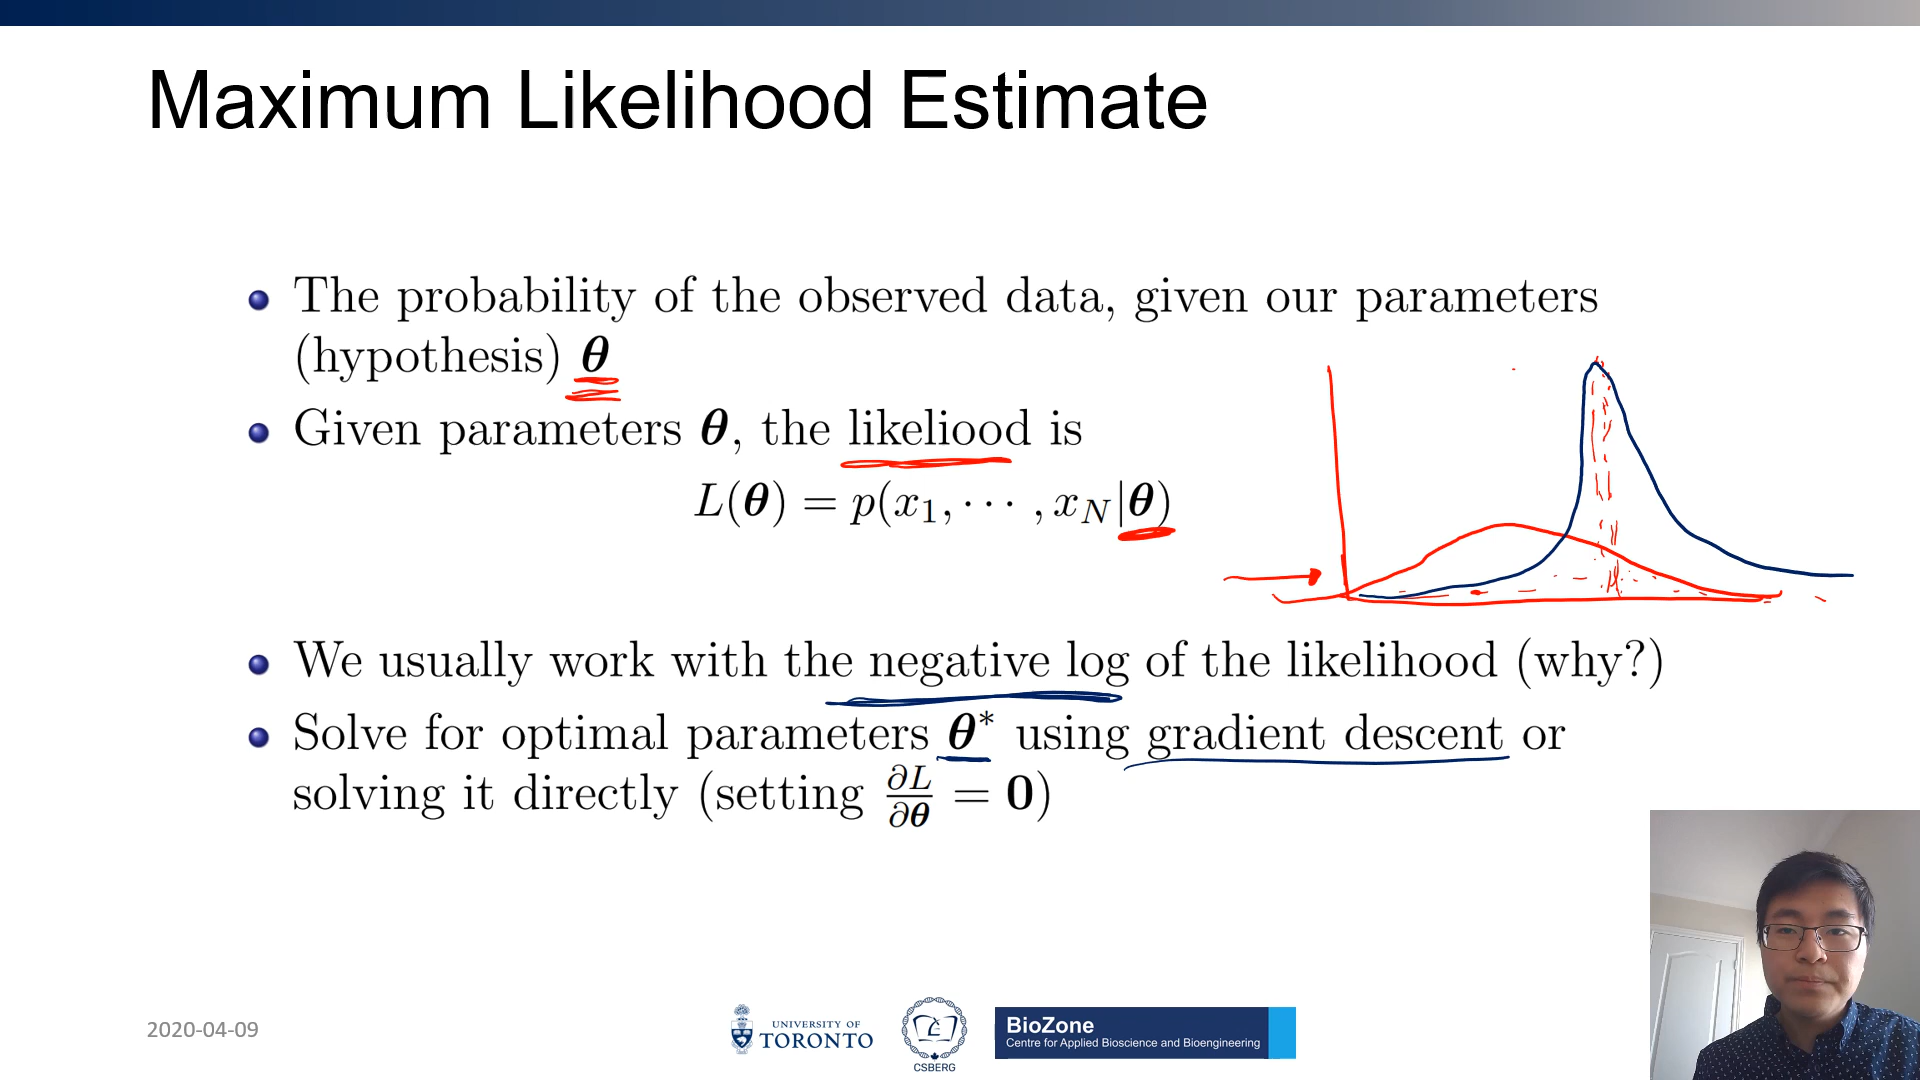 Maximum Likelihood Estimate
The probability of the observed data, given our parameters
(hypothesis) θ
Given parameters θ, the likeliood is
L(θ) = p(x₁, ⋯ , x_N|θ)
We usually work with the negative log of the likelihood (why?)
Solve for optimal parameters θ* using gradient descent or
solving it directly (setting ∂L/∂θ = 0)
2020-04-09
UNIVERSITY OF
TORONTO
CSBERG
BioZone
Centre for Applied Bioscience and Bioengineering